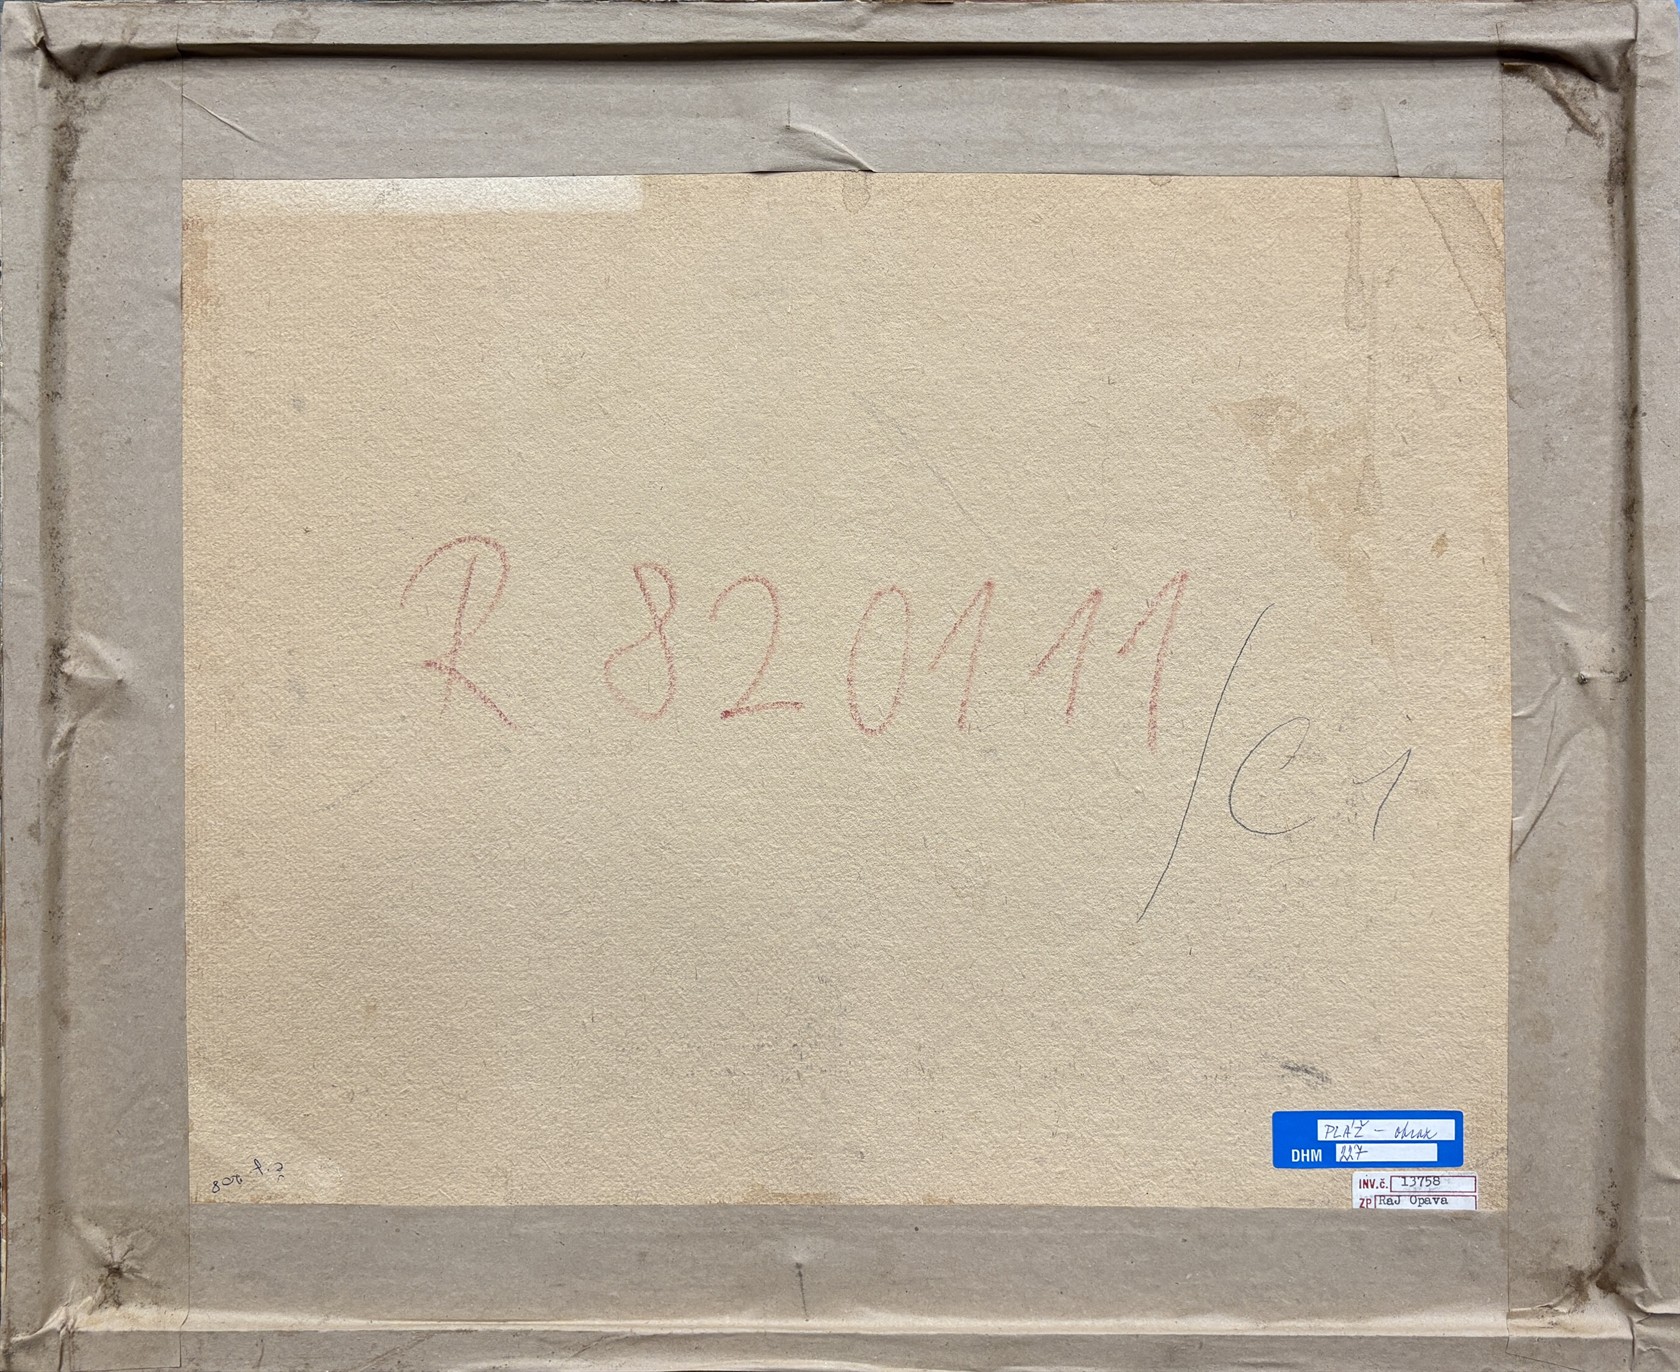 R 820111/C1
PLÁŽ - obraz
DHM 227
INV.č. 13758
ZP RaJ Opava